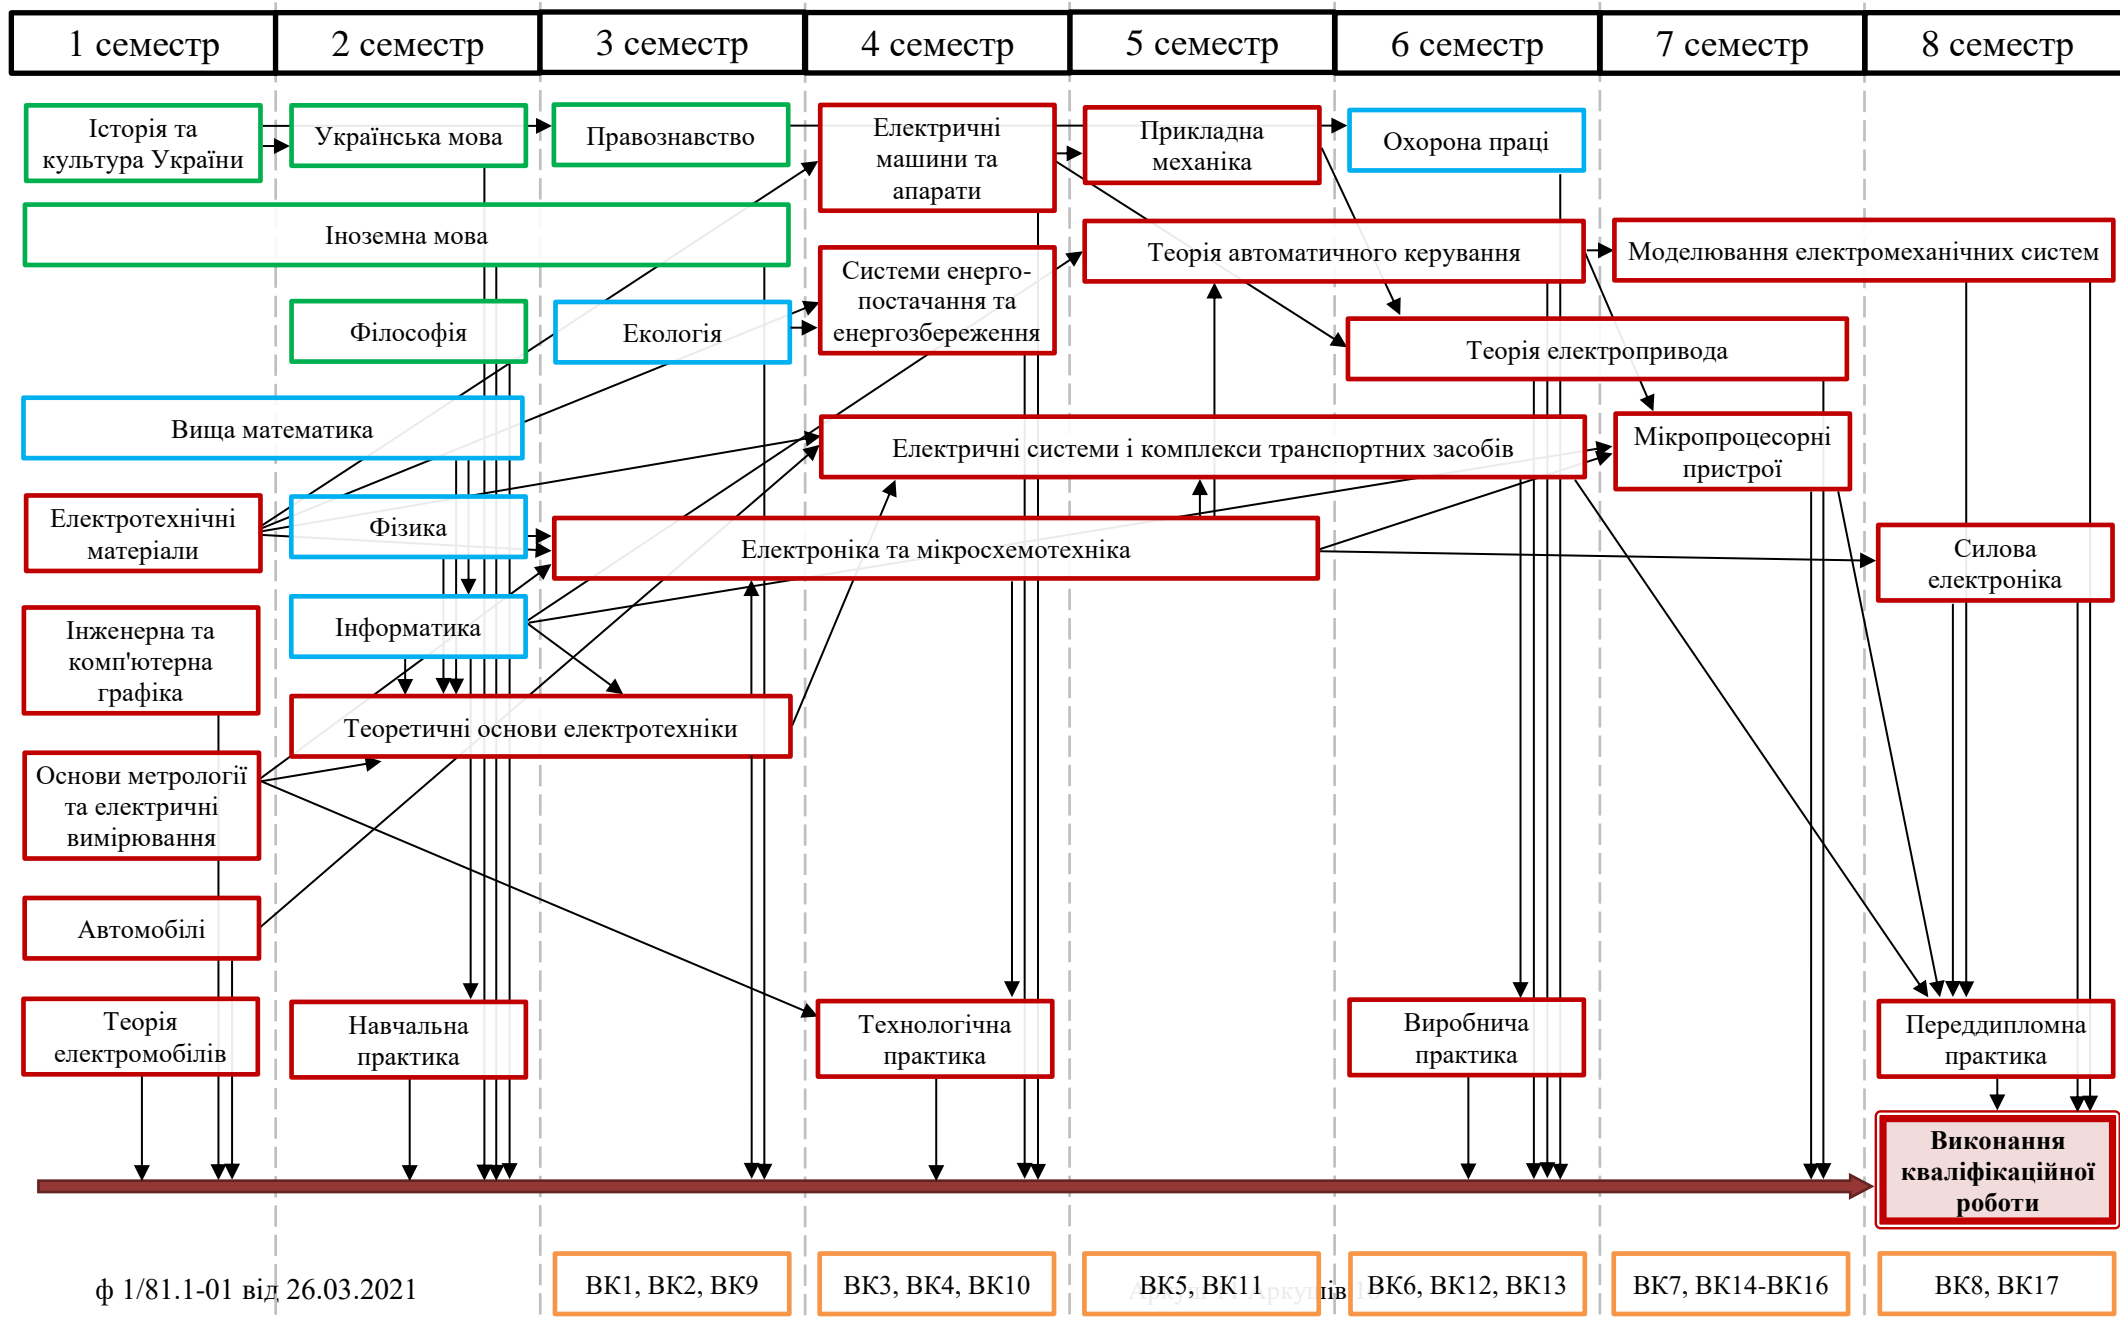 1 семестр
2 семестр
3 семестр
4 семестр
5 семестр
6 семестр
7 семестр
8 семестр
Історія та
культура України
Українська мова
Правознавство
Електричні
машини та
апарати
Прикладна
механіка
Охорона праці
Іноземна мова
Системи енерго-
постачання та
енергозбереження
Теорія автоматичного керування
Моделювання електромеханічних систем
Філософія
Екологія
Теорія електропривода
Вища математика
Електричні системи і комплекси транспортних засобів
Мікропроцесорні
пристрої
Електротехнічні
матеріали
Фізика
Електроніка та мікросхемотехніка
Силова
електроніка
Інженерна та
комп'ютерна
графіка
Інформатика
Теоретичні основи електротехніки
Основи метрології
та електричні
вимірювання
Автомобілі
Теорія
електромобілів
Навчальна
практика
Технологічна
практика
Виробнича
практика
Переддипломна
практика
Виконання
кваліфікаційної
роботи
ф 1/81.1-01 від 26.03.2021
ВК1, ВК2, ВК9
ВК3, ВК4, ВК10
ВК5, ВК11
ВК6, ВК12, ВК13
ВК7, ВК14-ВК16
ВК8, ВК17